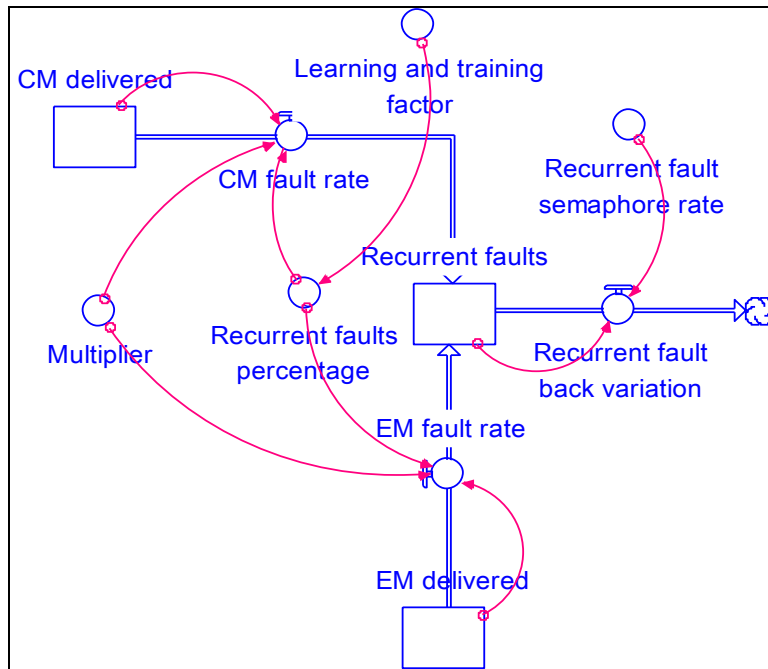 CM delivered
Learning and training
factor
CM fault rate
Recurrent fault
semaphore rate
Recurrent faults
Multiplier
Recurrent faults
percentage
Recurrent fault
back variation
EM fault rate
EM delivered